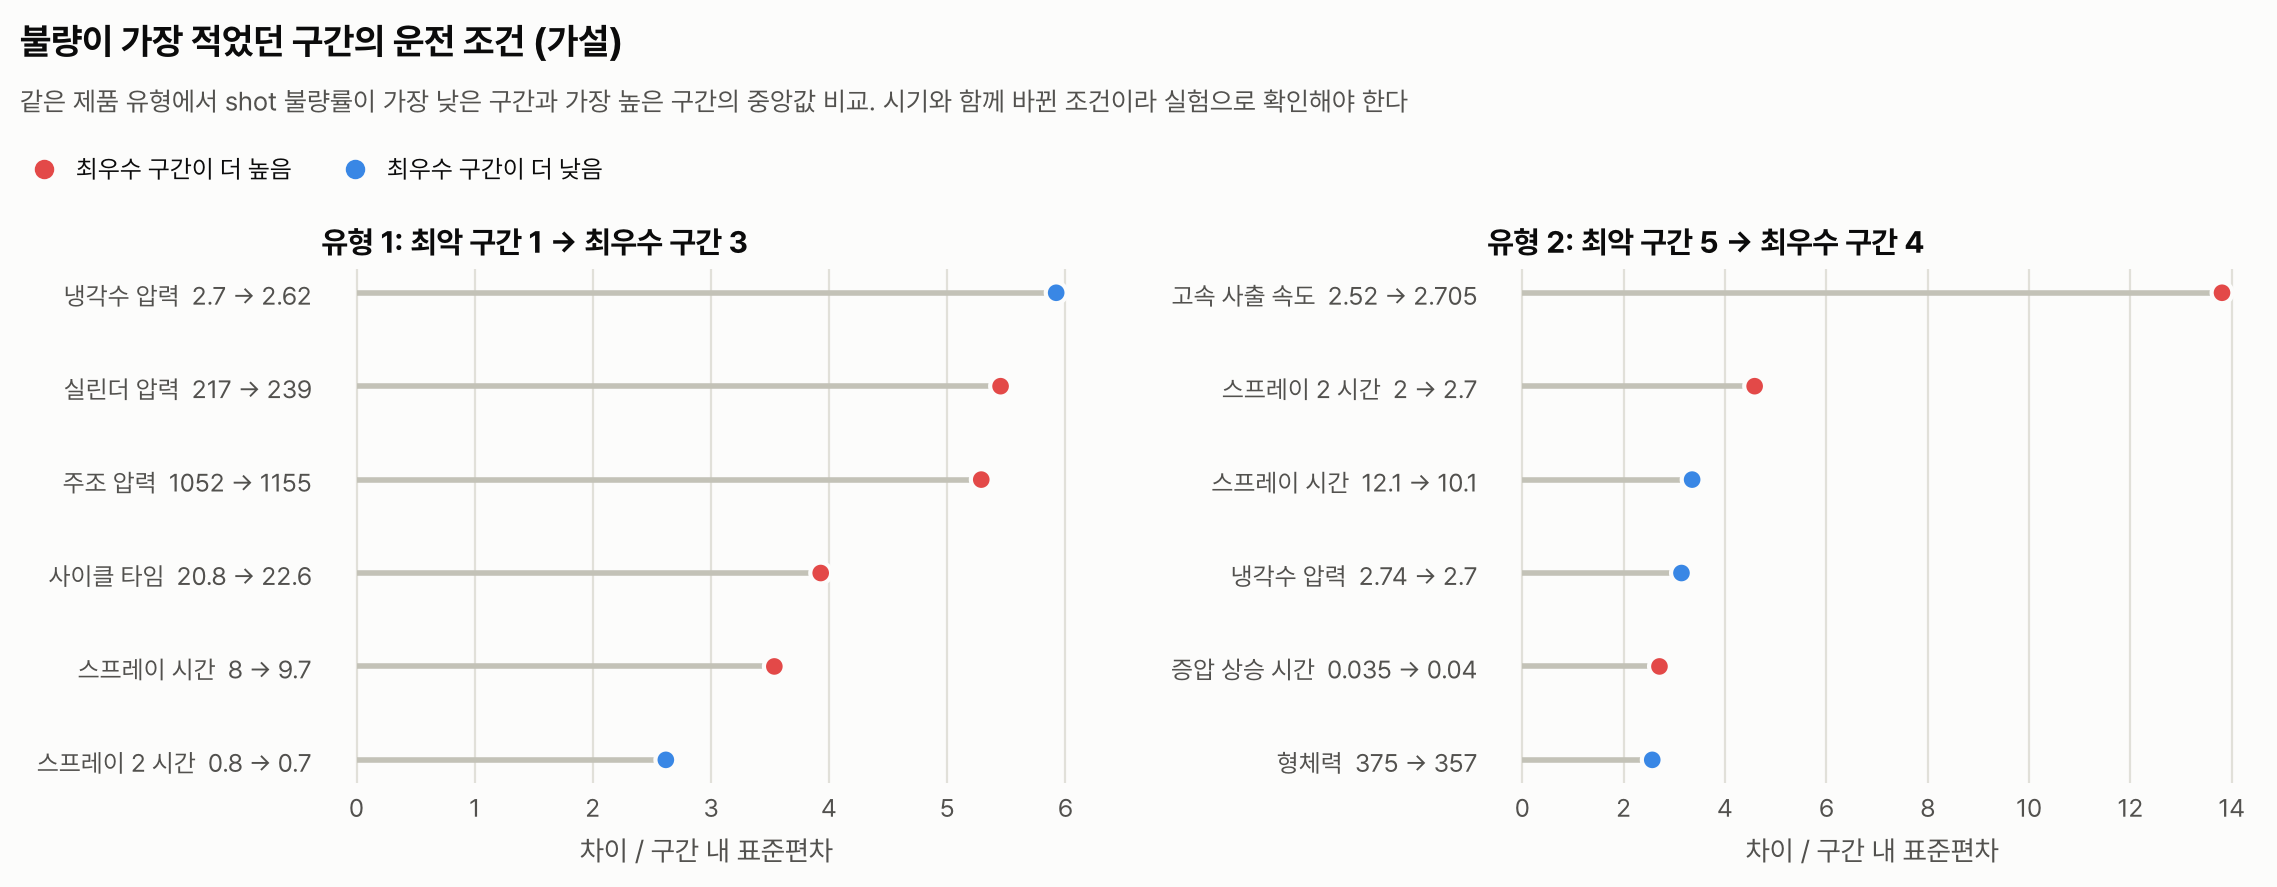 불량이 가장 적었던 구간의 운전 조건 (가설)
같은 제품 유형에서 shot 불량률이 가장 낮은 구간과 가장 높은 구간의 중앙값 비교. 시기와 함께 바뀐 조건이라 실험으로 확인해야 한다
최우수 구간이 더 높음
최우수 구간이 더 낮음
유형 1: 최악 구간 1 → 최우수 구간 3
냉각수 압력 2.7 → 2.62
실린더 압력 217 → 239
주조 압력 1052 → 1155
사이클 타임 20.8 → 22.6
스프레이 시간 8 → 9.7
스프레이 2 시간 0.8 → 0.7
0 1 2 3 4 5 6
차이 / 구간 내 표준편차
유형 2: 최악 구간 5 → 최우수 구간 4
고속 사출 속도 2.52 → 2.705
스프레이 2 시간 2 → 2.7
스프레이 시간 12.1 → 10.1
냉각수 압력 2.74 → 2.7
증압 상승 시간 0.035 → 0.04
형체력 375 → 357
0 2 4 6 8 10 12 14
차이 / 구간 내 표준편차